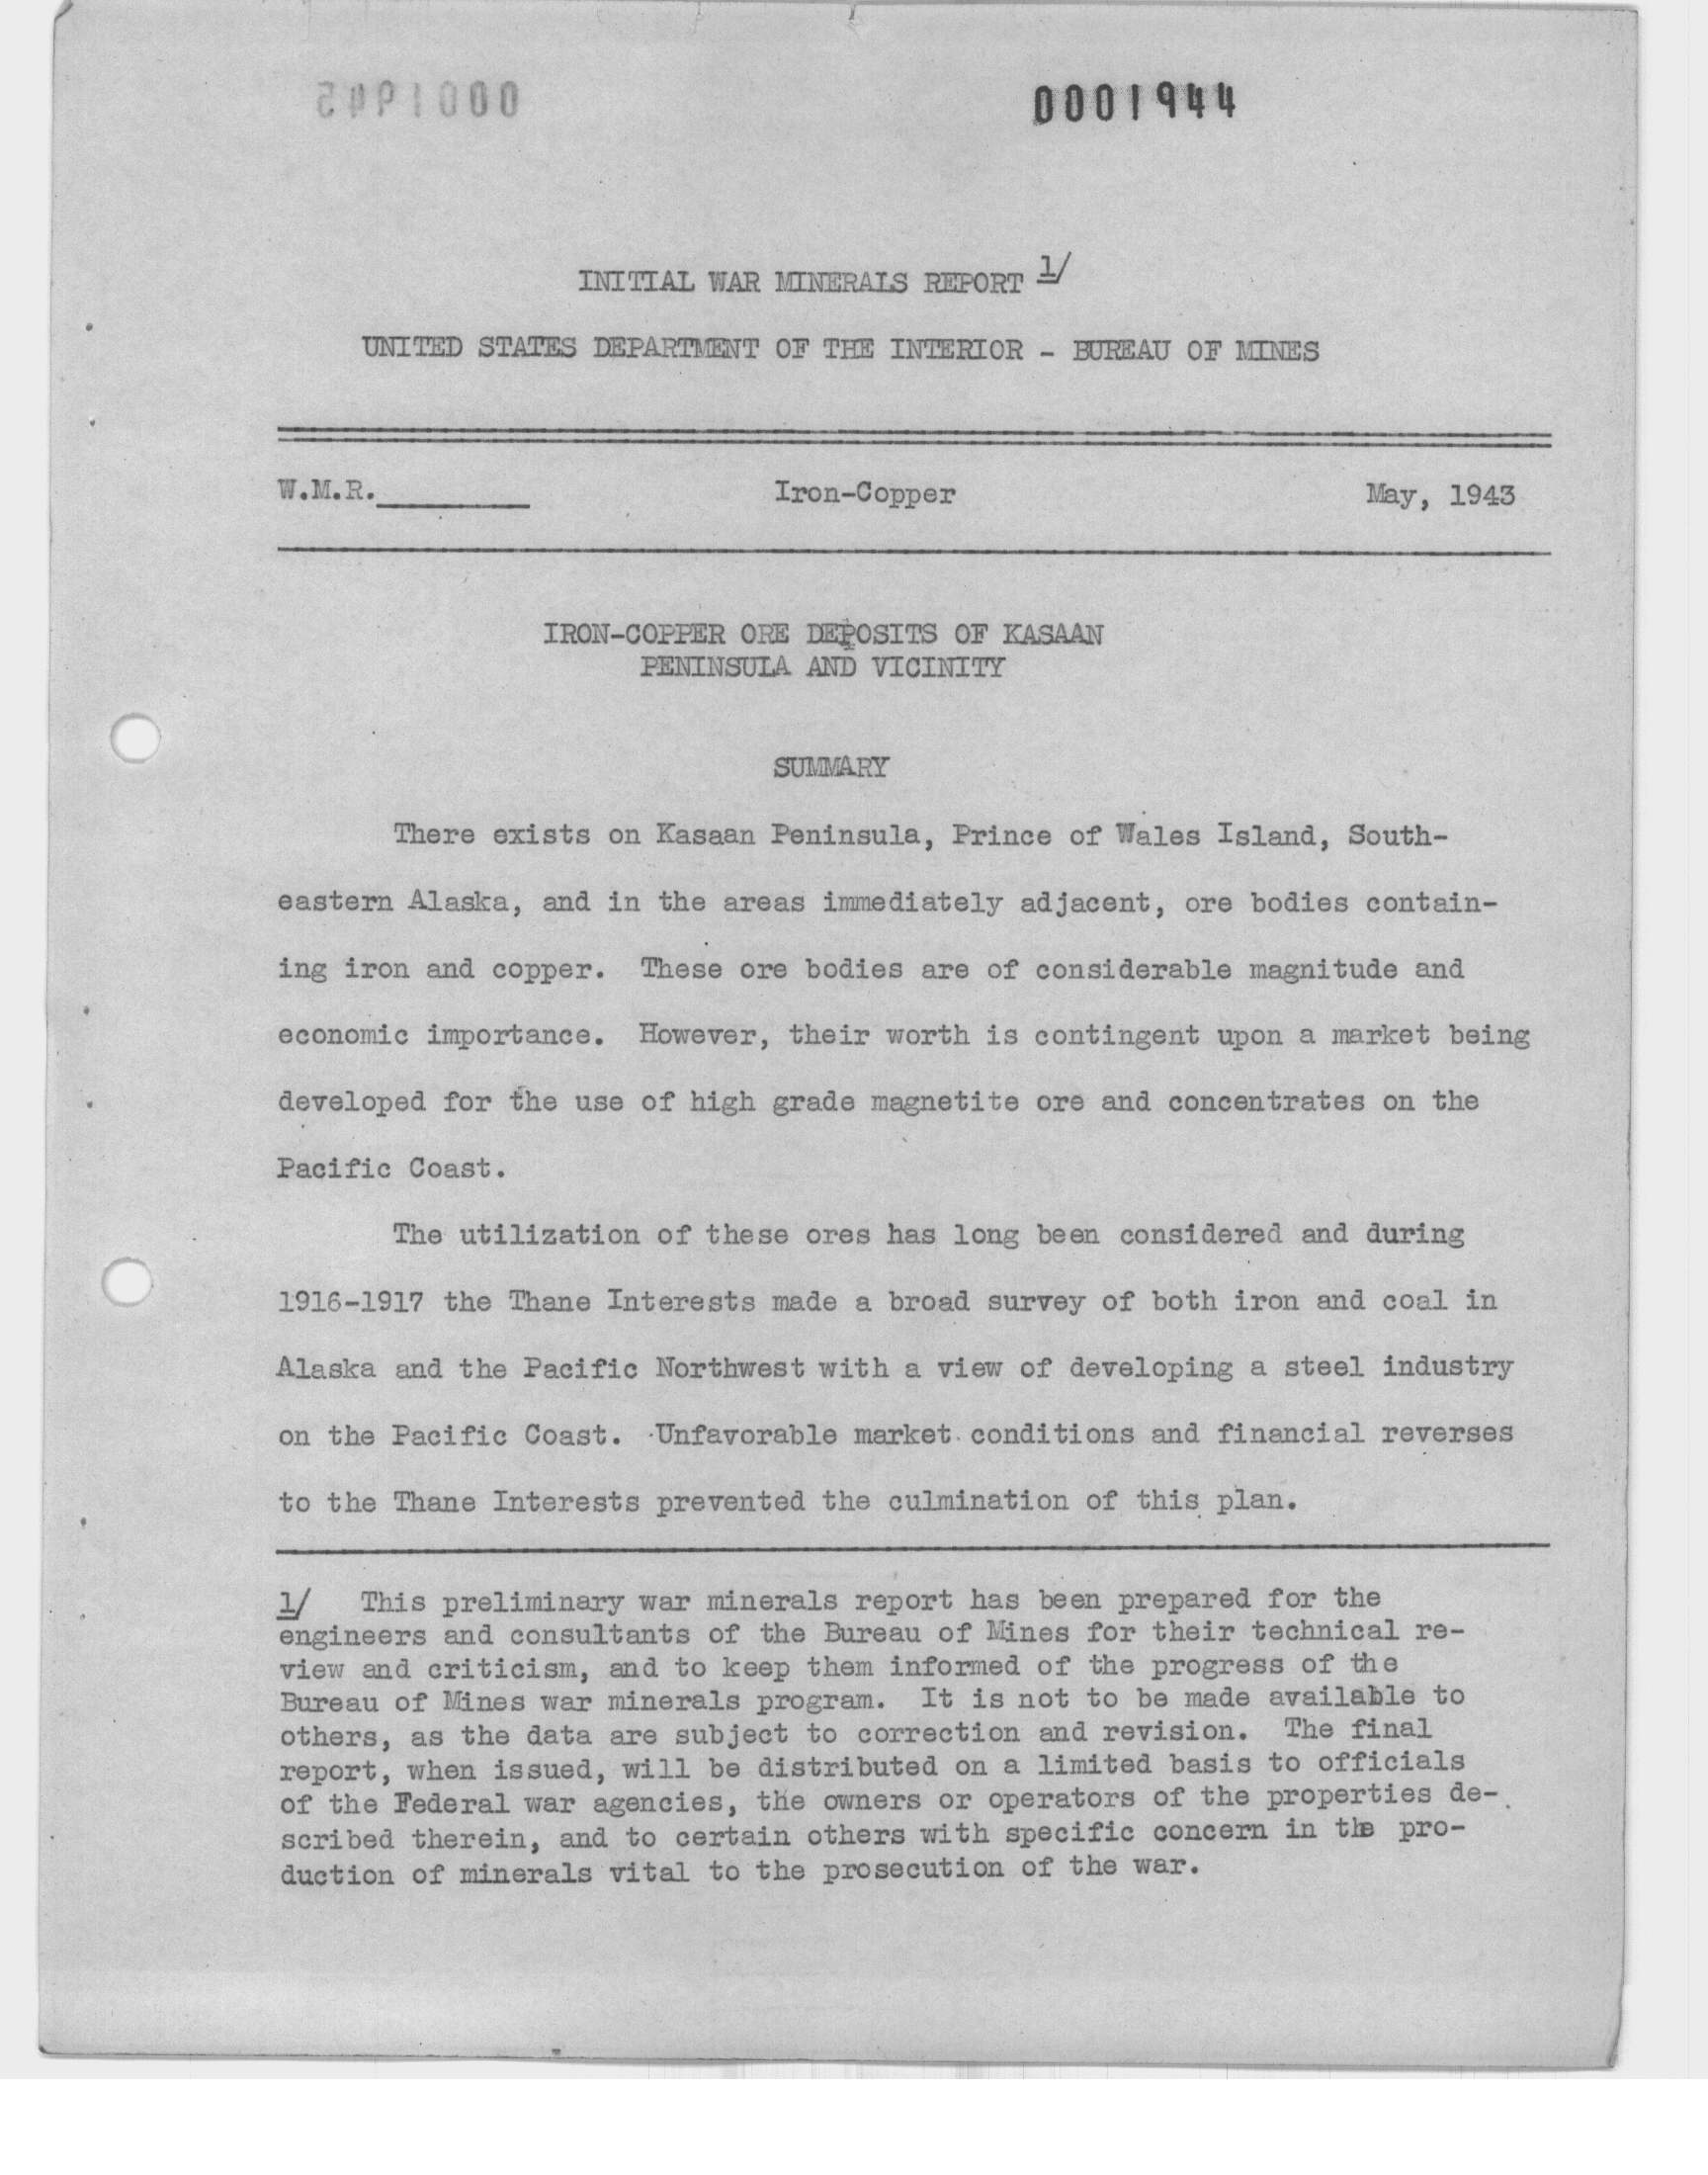 0001945 0001944
INITIAL WAR MINERALS REPORT 1/
UNITED STATES DEPARTMENT OF THE INTERIOR - BUREAU OF MINES
W.M.R.__________ Iron-Copper May, 1943
IRON-COPPER ORE DEPOSITS OF KASAAN
PENINSULA AND VICINITY
SUMMARY
There exists on Kasaan Peninsula, Prince of Wales Island, South-
eastern Alaska, and in the areas immediately adjacent, ore bodies contain-
ing iron and copper. These ore bodies are of considerable magnitude and
economic importance. However, their worth is contingent upon a market being
developed for the use of high grade magnetite ore and concentrates on the
Pacific Coast.
The utilization of these ores has long been considered and during
1916-1917 the Thane Interests made a broad survey of both iron and coal in
Alaska and the Pacific Northwest with a view of developing a steel industry
on the Pacific Coast. Unfavorable market conditions and financial reverses
to the Thane Interests prevented the culmination of this plan.
1/ This preliminary war minerals report has been prepared for the
engineers and consultants of the Bureau of Mines for their technical re-
view and criticism, and to keep them informed of the progress of the
Bureau of Mines war minerals program. It is not to be made available to
others, as the data are subject to correction and revision. The final
report, when issued, will be distributed on a limited basis to officials
of the Federal war agencies, the owners or operators of the properties de-
scribed therein, and to certain others with specific concern in the pro-
duction of minerals vital to the prosecution of the war.